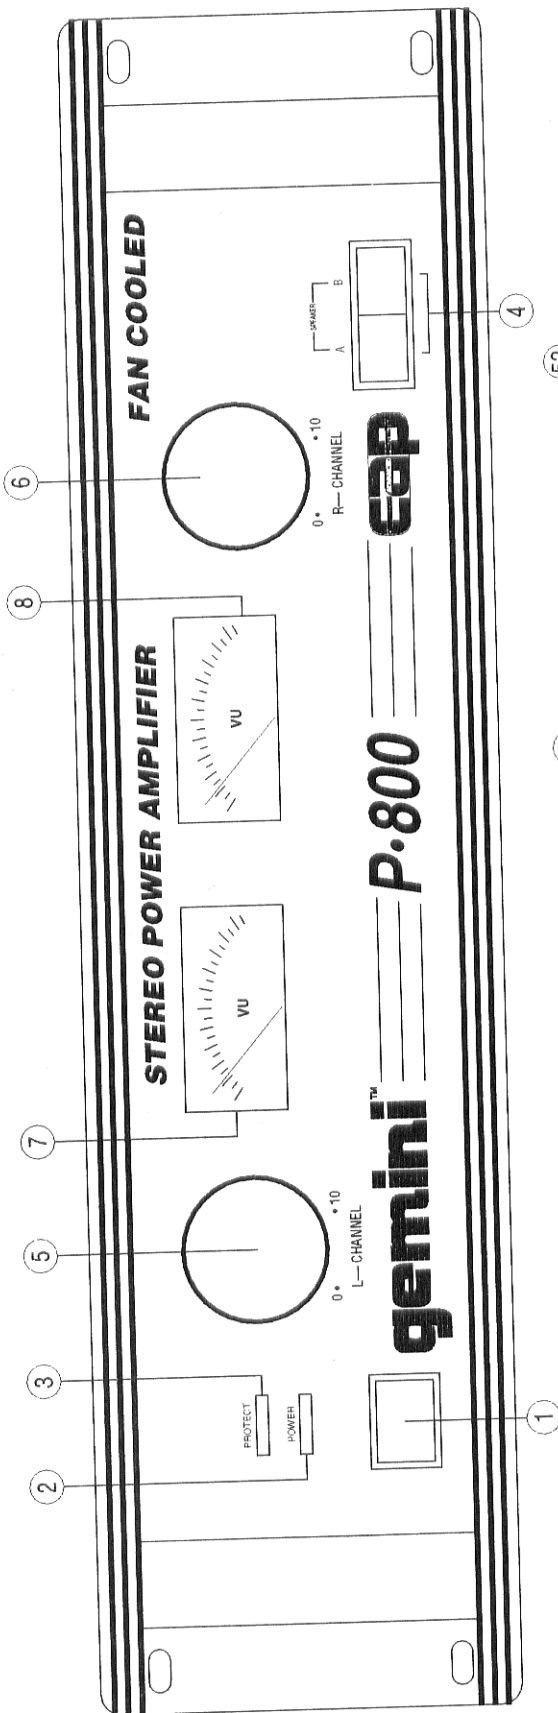 6
8
7
5
3
2
STEREO POWER AMPLIFIER
FAN COOLED
PROTECT
POWER
VU
VU
0 • • 10
L — CHANNEL
0 • • 10
R — CHANNEL
SPEAKER
A B
gemini™
P•800
1
4